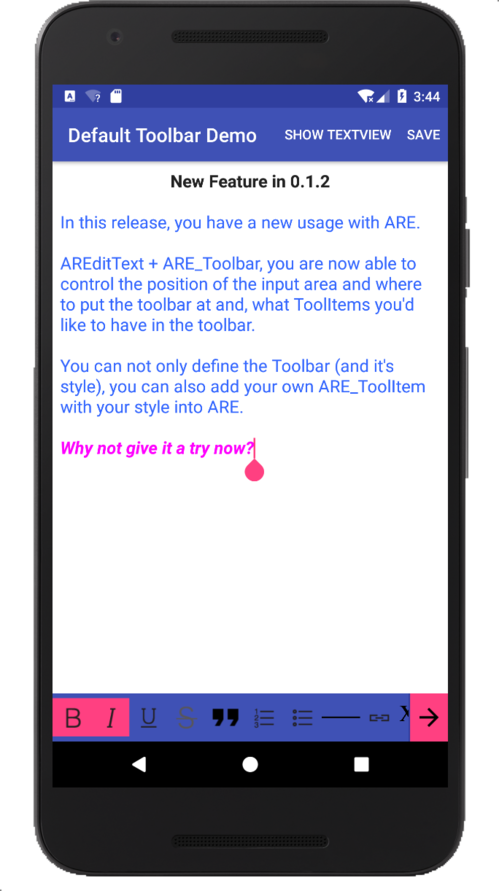 3:44
Default Toolbar Demo SHOW TEXTVIEW SAVE
New Feature in 0.1.2
In this release, you have a new usage with ARE.
AREditText + ARE_Toolbar, you are now able to
control the position of the input area and where
to put the toolbar at and, what ToolItems you'd
like to have in the toolbar.
You can not only define the Toolbar (and it's
style), you can also add your own ARE_ToolItem
with your style into ARE.
Why not give it a try now?
B I U S X